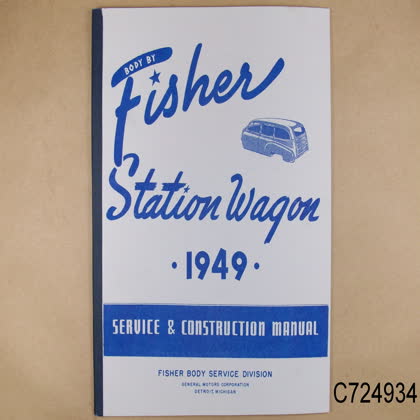 BODY BY
Fisher
Station Wagon
· 1949 ·
SERVICE & CONSTRUCTION MANUAL
FISHER BODY SERVICE DIVISION
GENERAL MOTORS CORPORATION
DETROIT, MICHIGAN
C724934